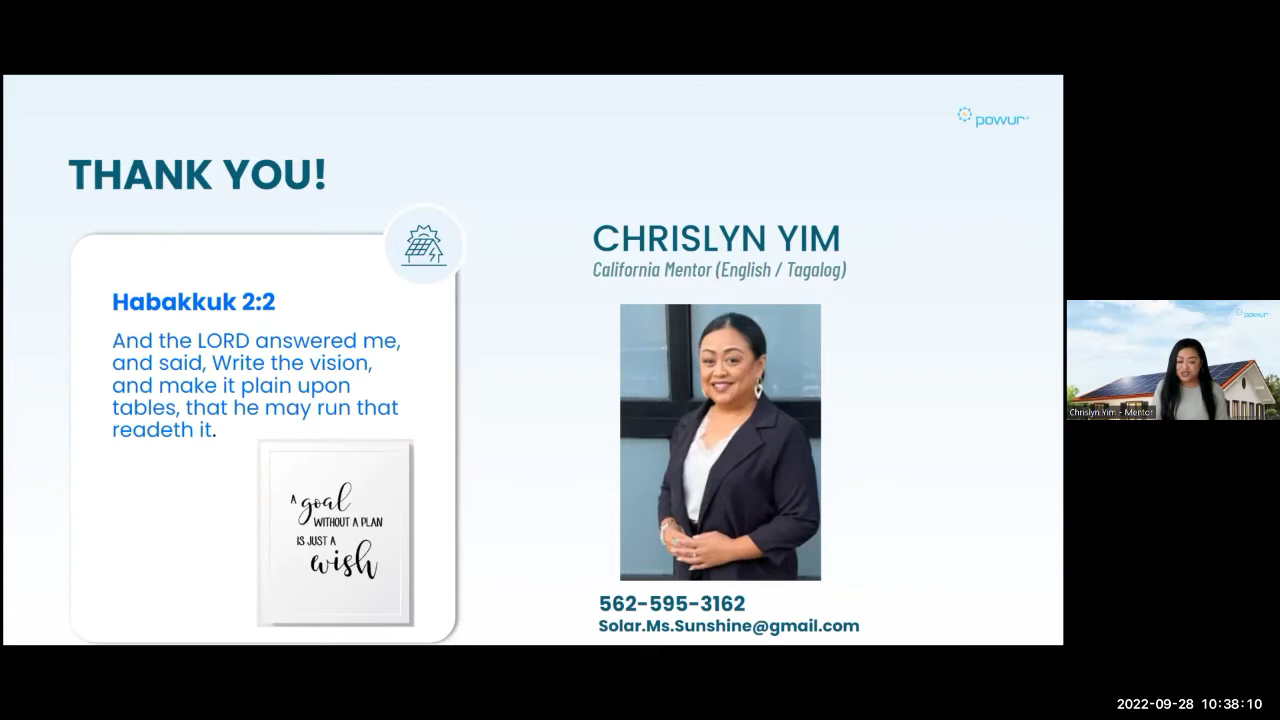 powur
THANK YOU!
Habakkuk 2:2
And the LORD answered me,
and said, Write the vision,
and make it plain upon
tables, that he may run that
readeth it.
A goal
WITHOUT A PLAN
IS JUST A
wish
CHRISLYN YIM
California Mentor (English / Tagalog)
562-595-3162
Solar.Ms.Sunshine@gmail.com
powur
Chrislyn Yim - Mentor
2022-09-28 10:38:10